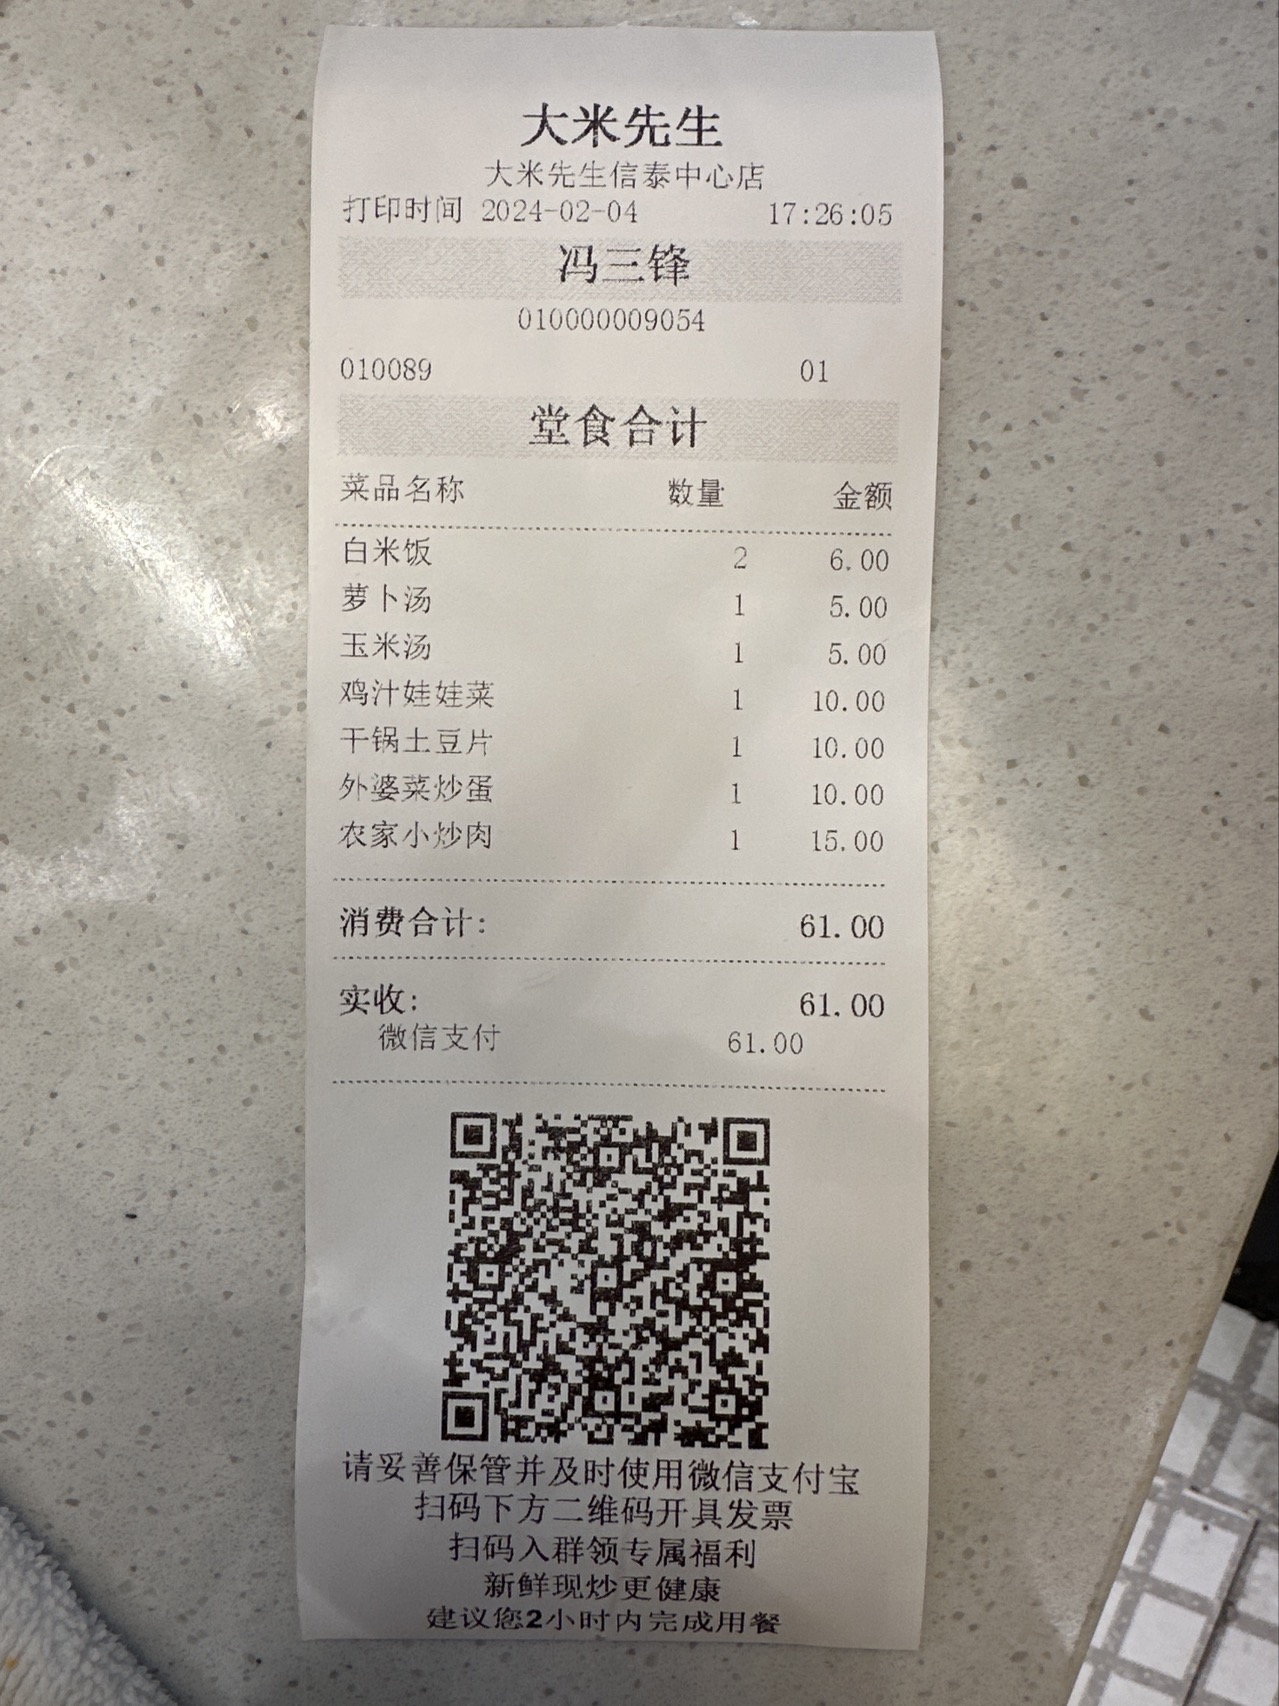 大米先生
大米先生信泰中心店
打印时间 2024-02-04 17:26:05
冯三锋
010000009054
010089 01
堂食合计
菜品名称 数量 金额
白米饭 2 6.00
萝卜汤 1 5.00
玉米汤 1 5.00
鸡汁娃娃菜 1 10.00
干锅土豆片 1 10.00
外婆菜炒蛋 1 10.00
农家小炒肉 1 15.00
消费合计: 61.00
实收: 61.00
微信支付 61.00
请妥善保管并及时使用微信支付宝
扫码下方二维码开具发票
扫码入群领专属福利
新鲜现炒更健康
建议您2小时内完成用餐